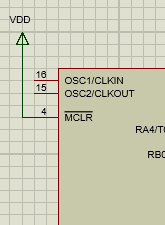 VDD
16 OSC1/CLKIN
15 OSC2/CLKOUT
4 MCLR
RA4/T
RB